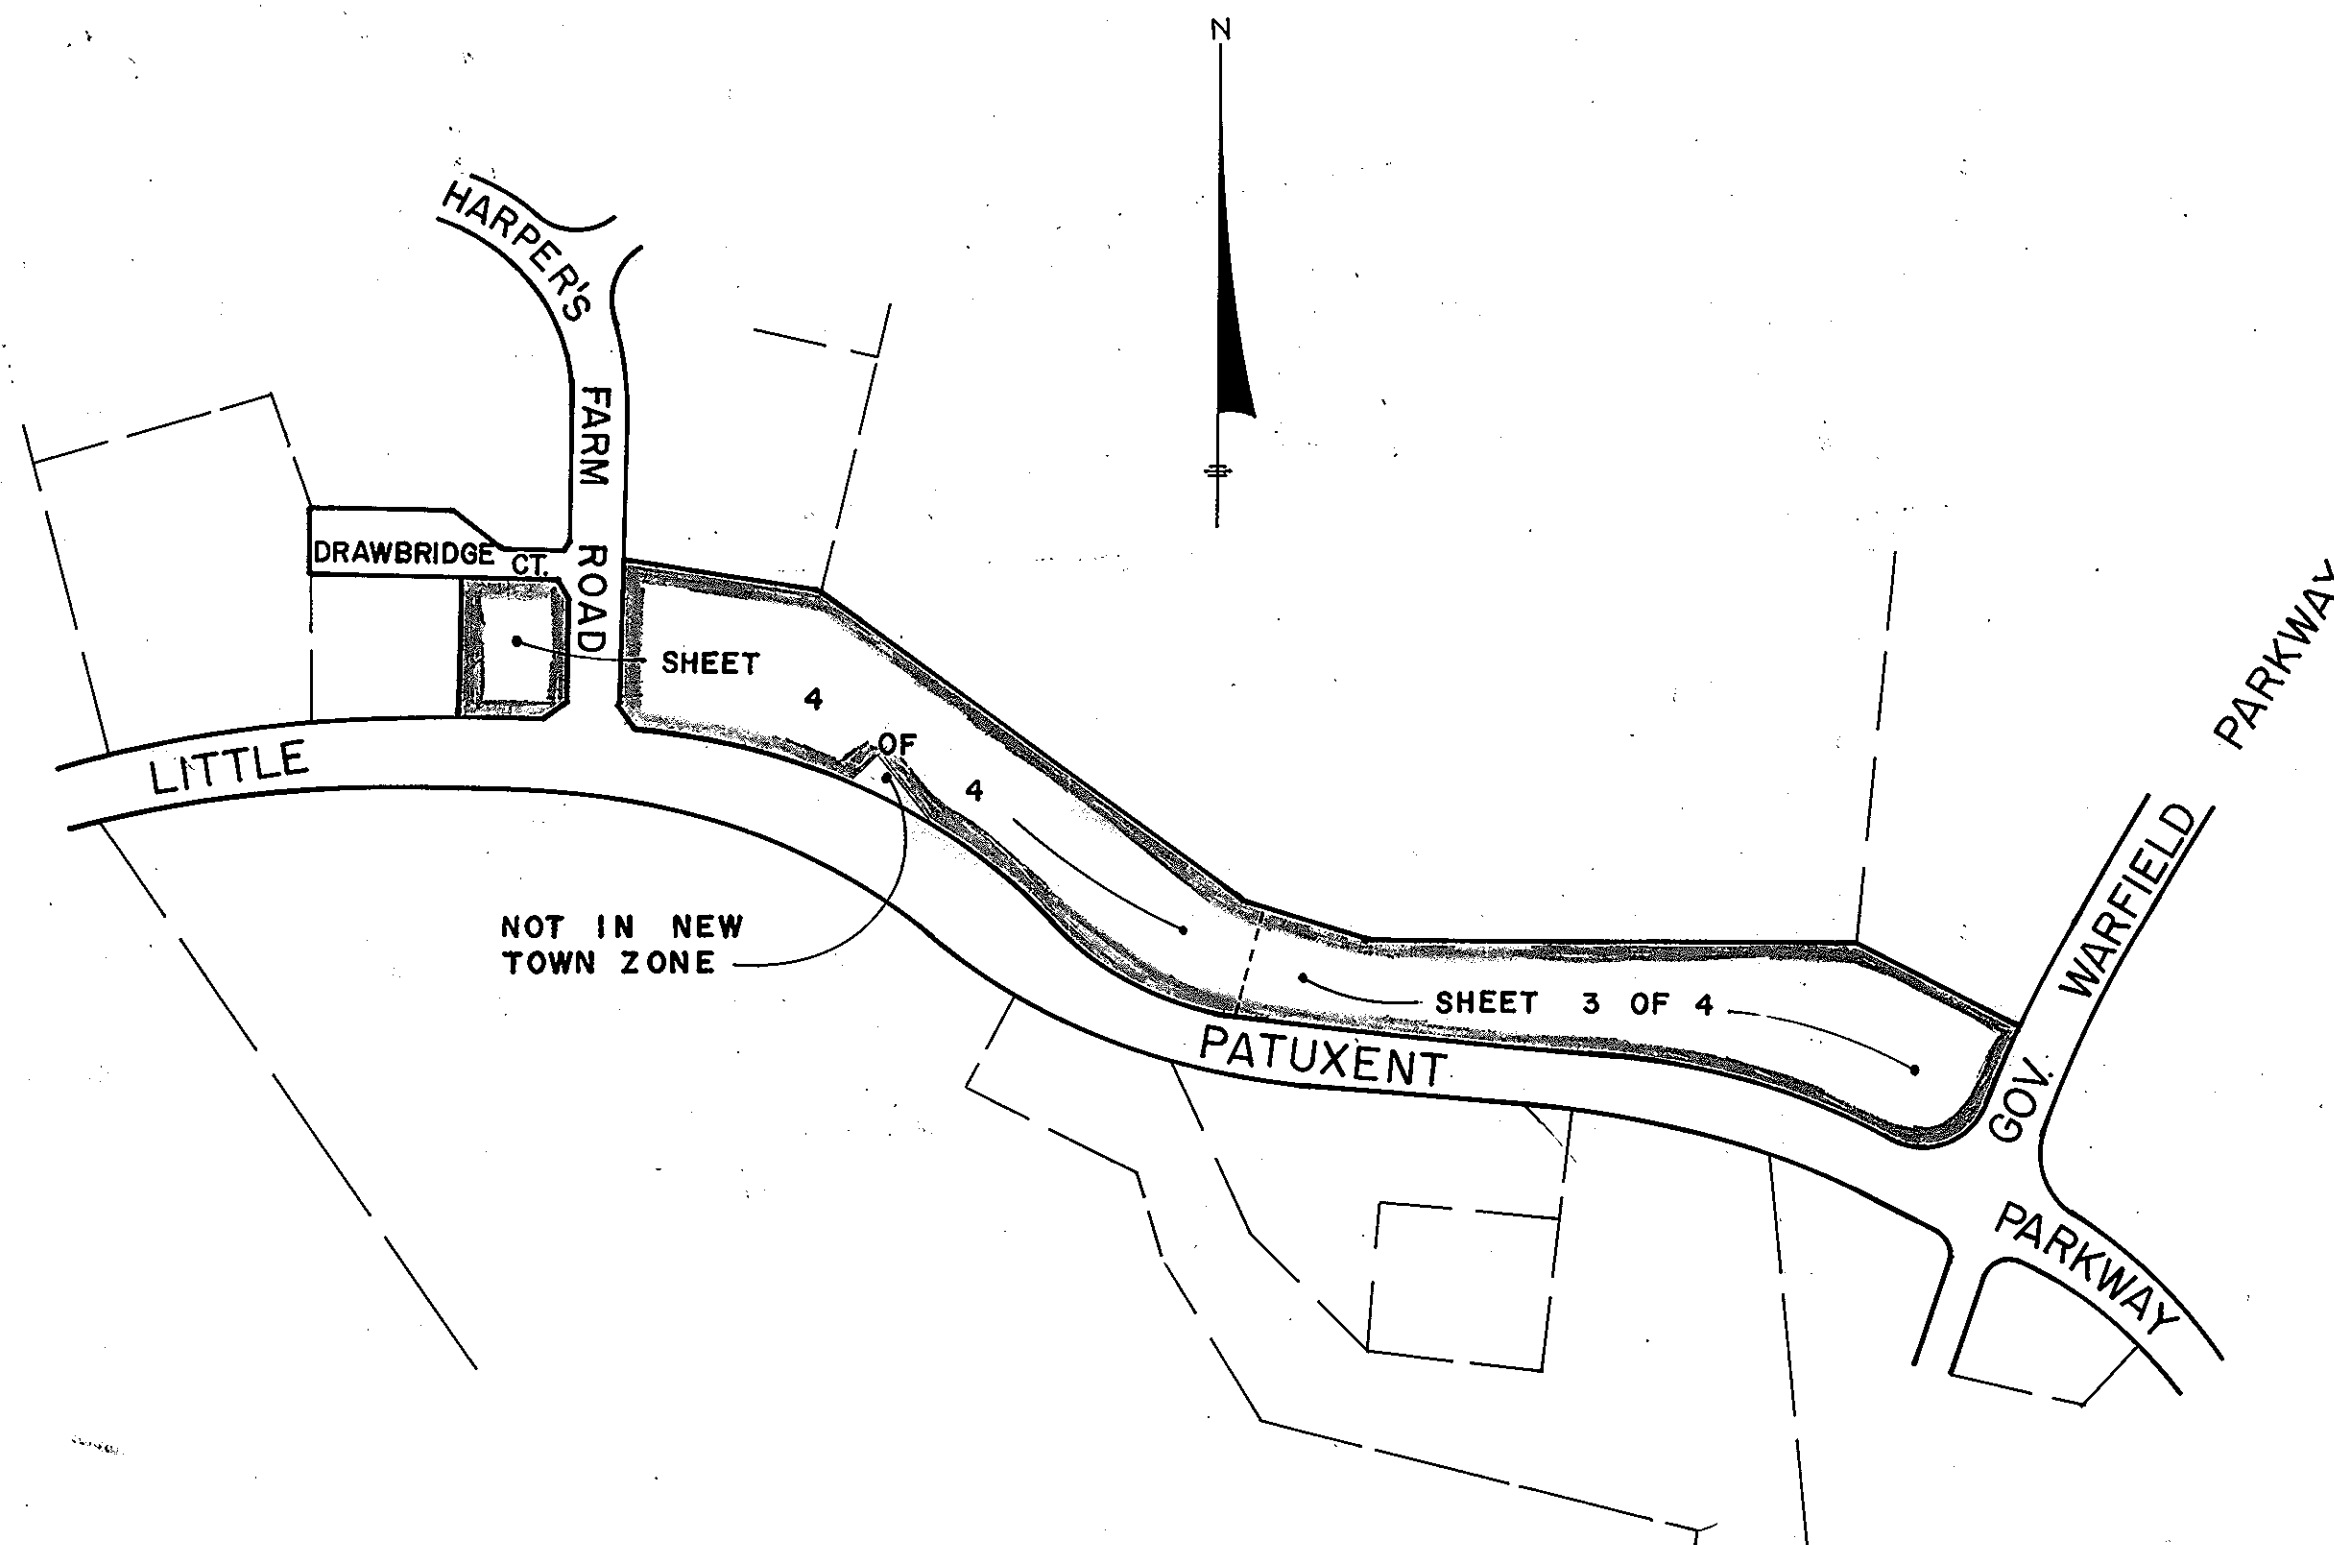 N
HARPER'S FARM ROAD
DRAWBRIDGE CT.
SHEET 4 OF 4
LITTLE PATUXENT PARKWAY
NOT IN NEW
TOWN ZONE
SHEET 3 OF 4
GOV. WARFIELD PARKWAY